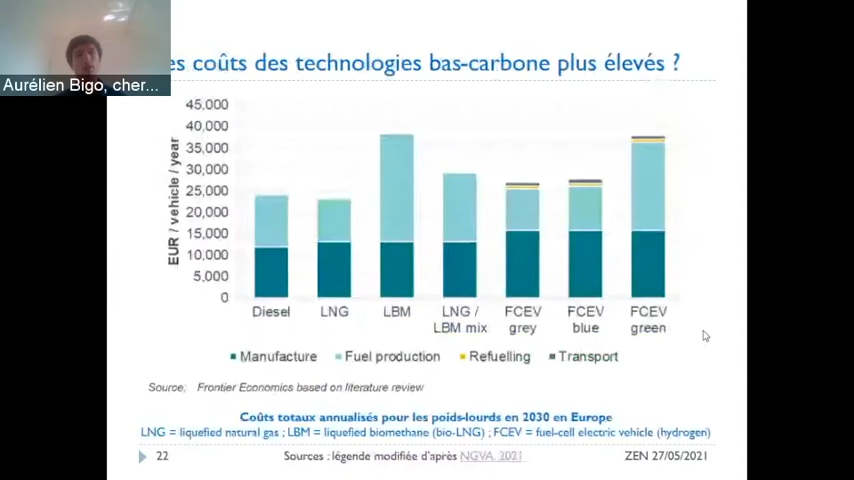 es coûts des technologies bas-carbone plus élevés ?
Aurélien Bigo, cher...
45,000
40,000
35,000
30,000
25,000
20,000
15,000
10,000
5,000
0
EUR / vehicle / year
Diesel
LNG
LBM
LNG /
LBM mix
FCEV
grey
FCEV
blue
FCEV
green
Manufacture
Fuel production
Refuelling
Transport
Source: Frontier Economics based on literature review
Coûts totaux annualisés pour les poids-lourds en 2030 en Europe
LNG = liquefied natural gas ; LBM = liquefied biomethane (bio-LNG) ; FCEV = fuel-cell electric vehicle (hydrogen)
22
Sources : légende modifiée d'après NGVA, 2021
ZEN 27/05/2021